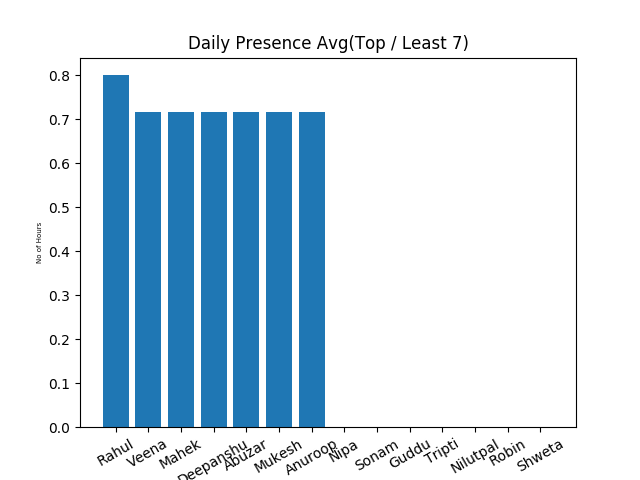 Daily Presence Avg(Top / Least 7)
No of Hours
0.8
0.7
0.6
0.5
0.4
0.3
0.2
0.1
0.0
Rahul
Veena
Mahek
Deepanshu
Abuzar
Mukesh
Anuroop
Nipa
Sonam
Guddu
Tripti
Nilutpal
Robin
Shweta